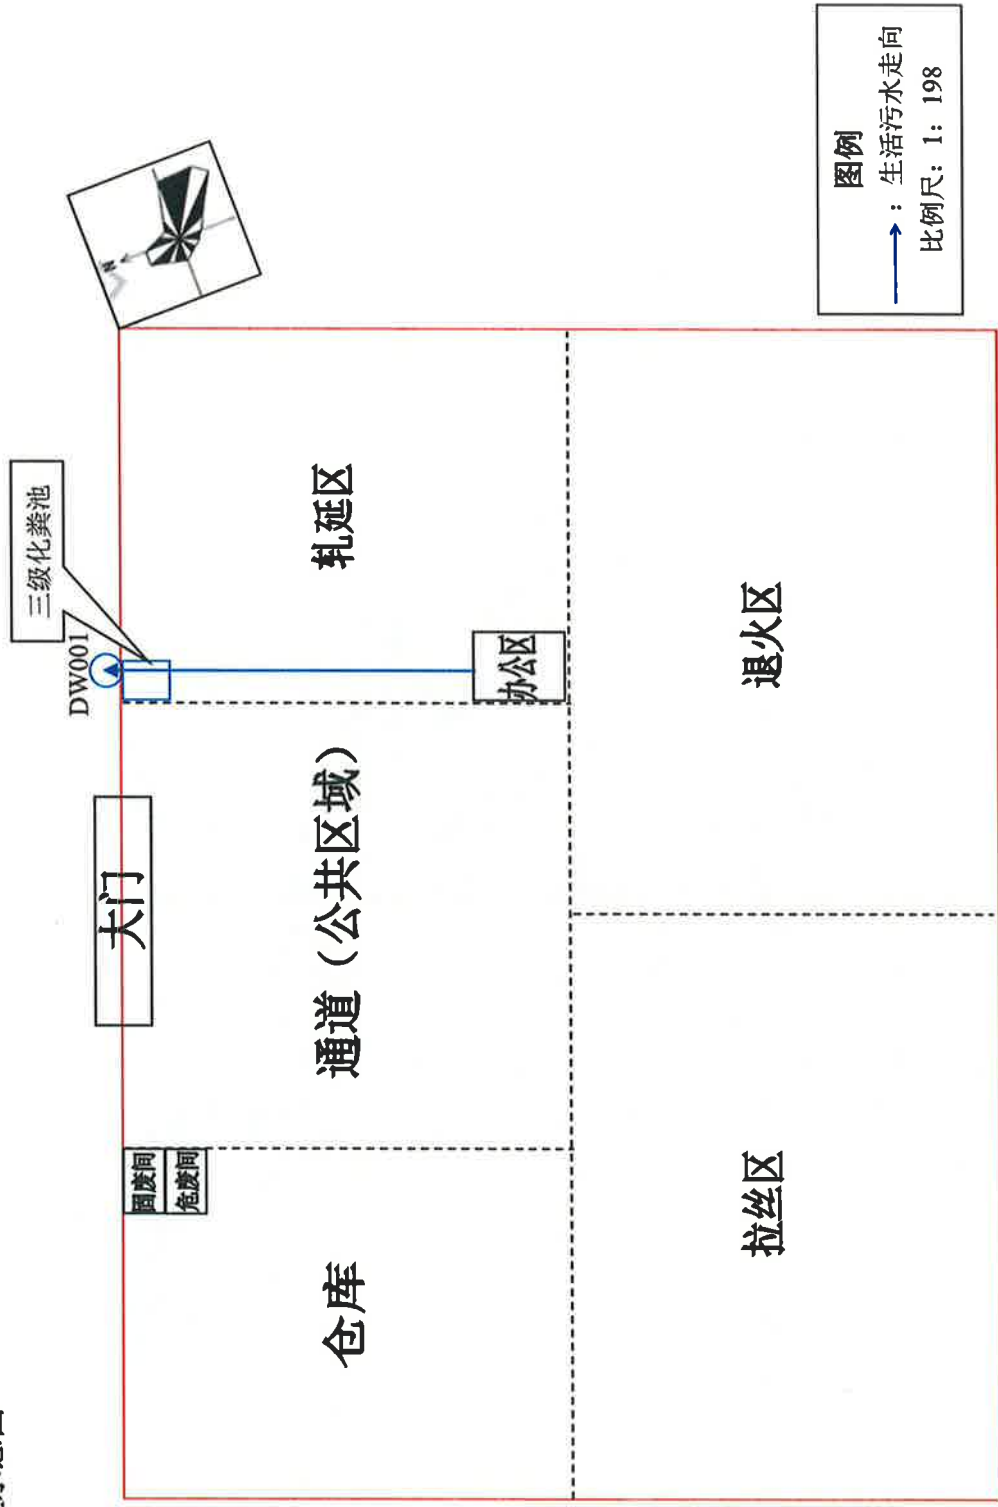 三级化粪池
DW001
N
大门
固废间
危废间
仓库
通道（公共区域）
轧延区
办公区
拉丝区
退火区
图例
：生活污水走向
比例尺：1：198